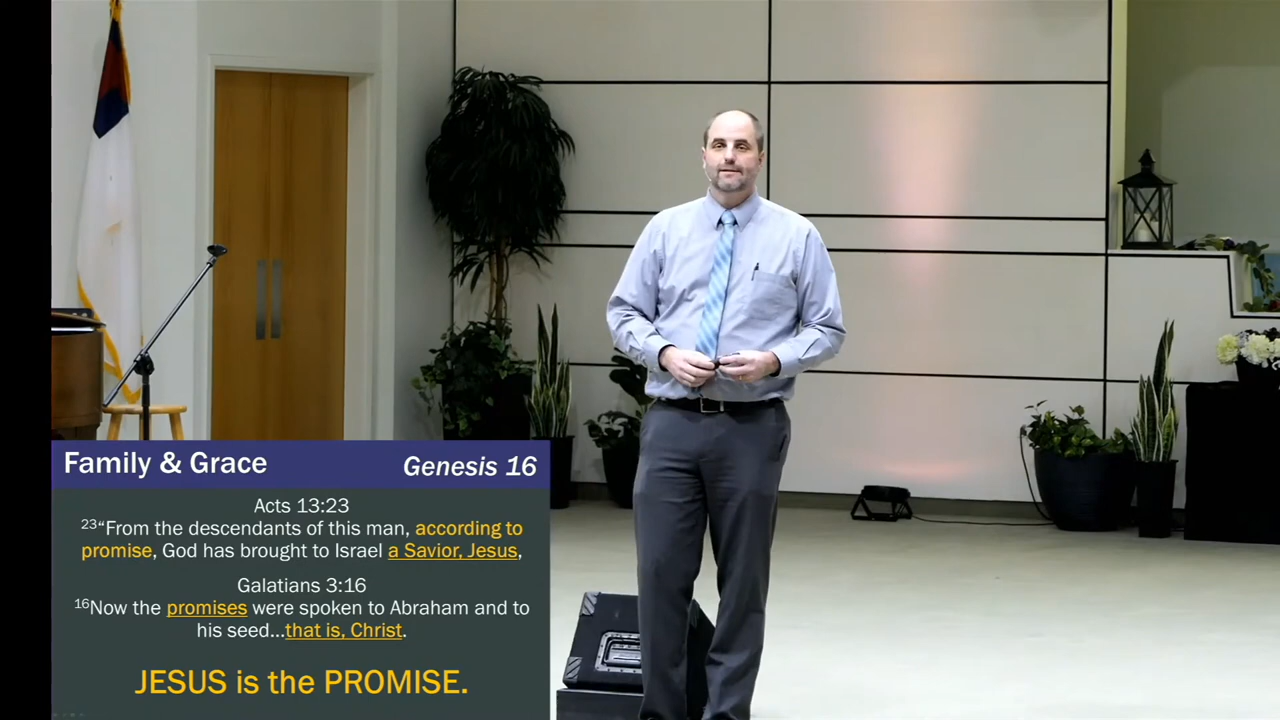 Family & Grace Genesis 16
Acts 13:23
23“From the descendants of this man, according to
promise, God has brought to Israel a Savior, Jesus,
Galatians 3:16
16Now the promises were spoken to Abraham and to
his seed...that is, Christ.
JESUS is the PROMISE.